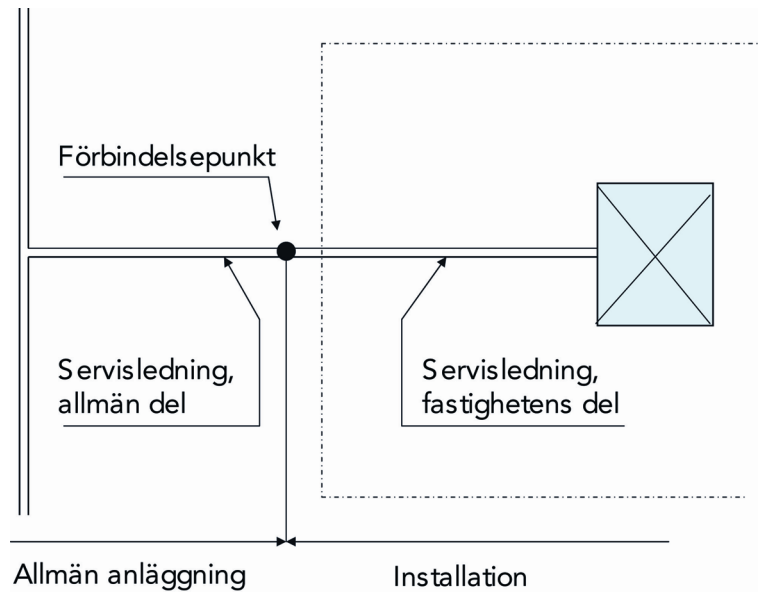 Förbindelsepunkt
Servisledning,
allmän del
Servisledning,
fastighetens del
Allmän anläggning
Installation